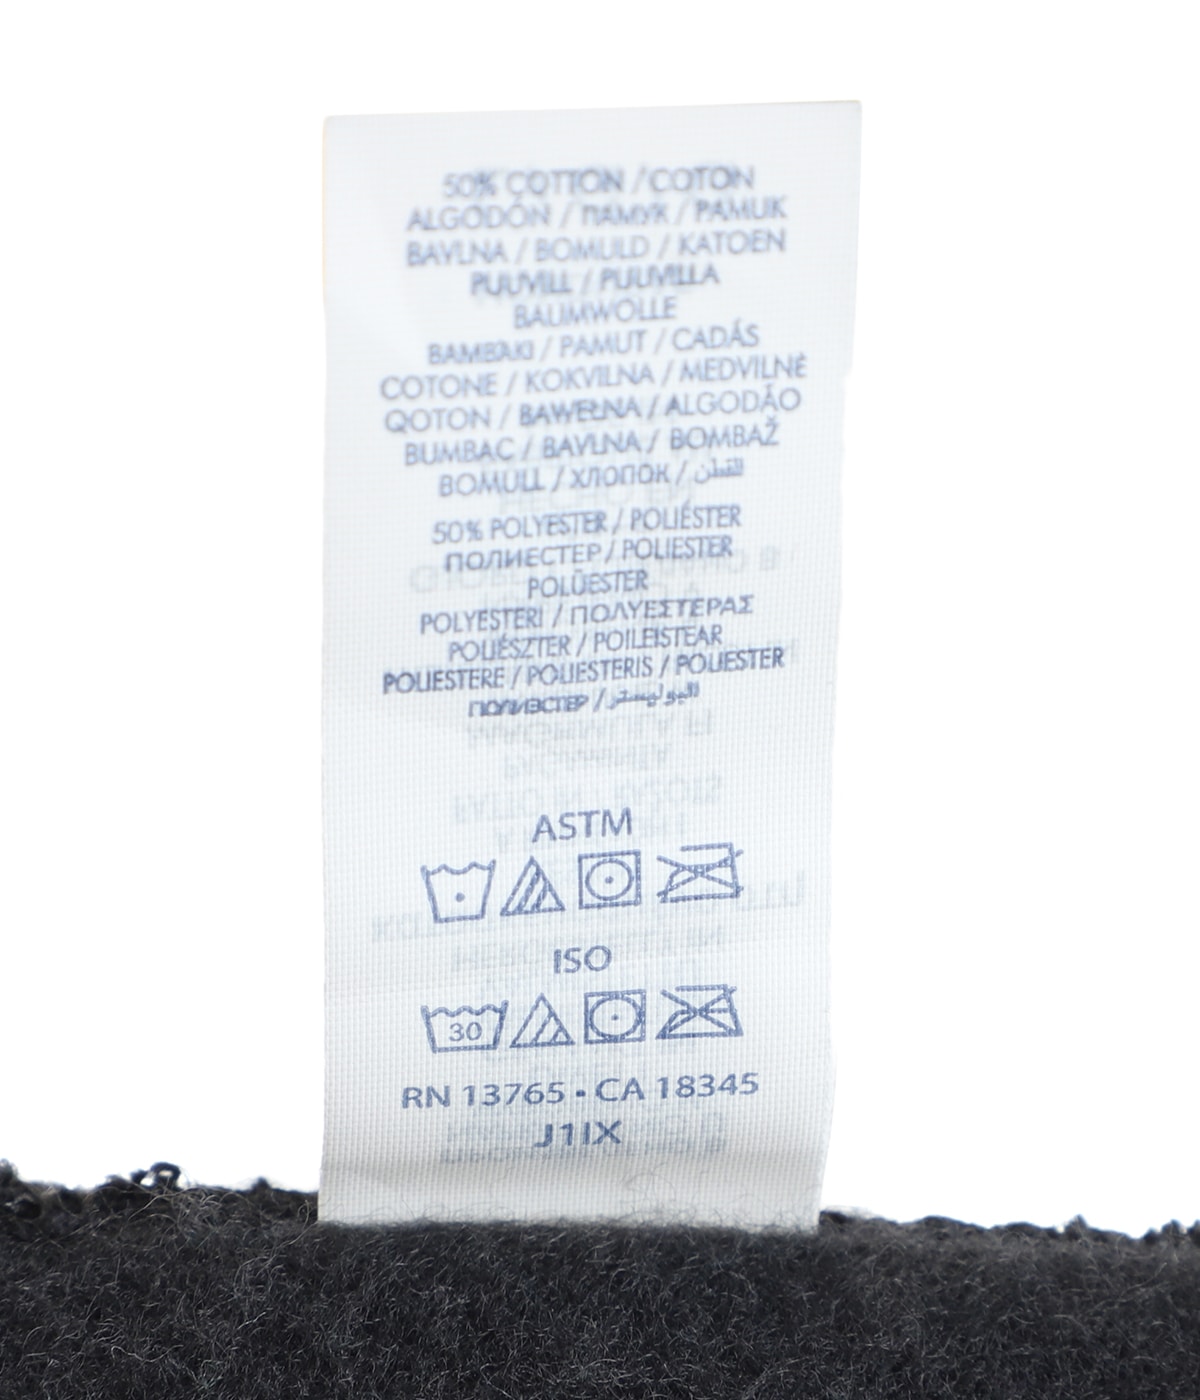 50% COTTON / COTON
ALGODÓN / ПАМУК / PAMUK
BAVLNA / BOMULD / KATOEN
PUUVILL / PUUVILLA
BAUMWOLLE
BAMBAKI / PAMUT / CADÁS
COTONE / KOKVILNA / MEDVILNĖ
QOTON / BAWEŁNA / ALGODÃO
BUMBAC / BAVLNA / BOMBAŽ
BOMULL / ХЛОПОК / القطن
50% POLYESTER / POLIÉSTER
ПОЛИЕСТЕР / POLIESTER
POLÜESTER
POLYESTERI / ΠΟΛΥΕΣΤΕΡΑΣ
POLIÉSZTER / POILEISTEAR
POLIESTERE / POLIESTERIS / POLIESTER
ПОЛИЭСТЕР / البوليستر
ASTM
ISO
30
RN 13765 • CA 18345
J1IX